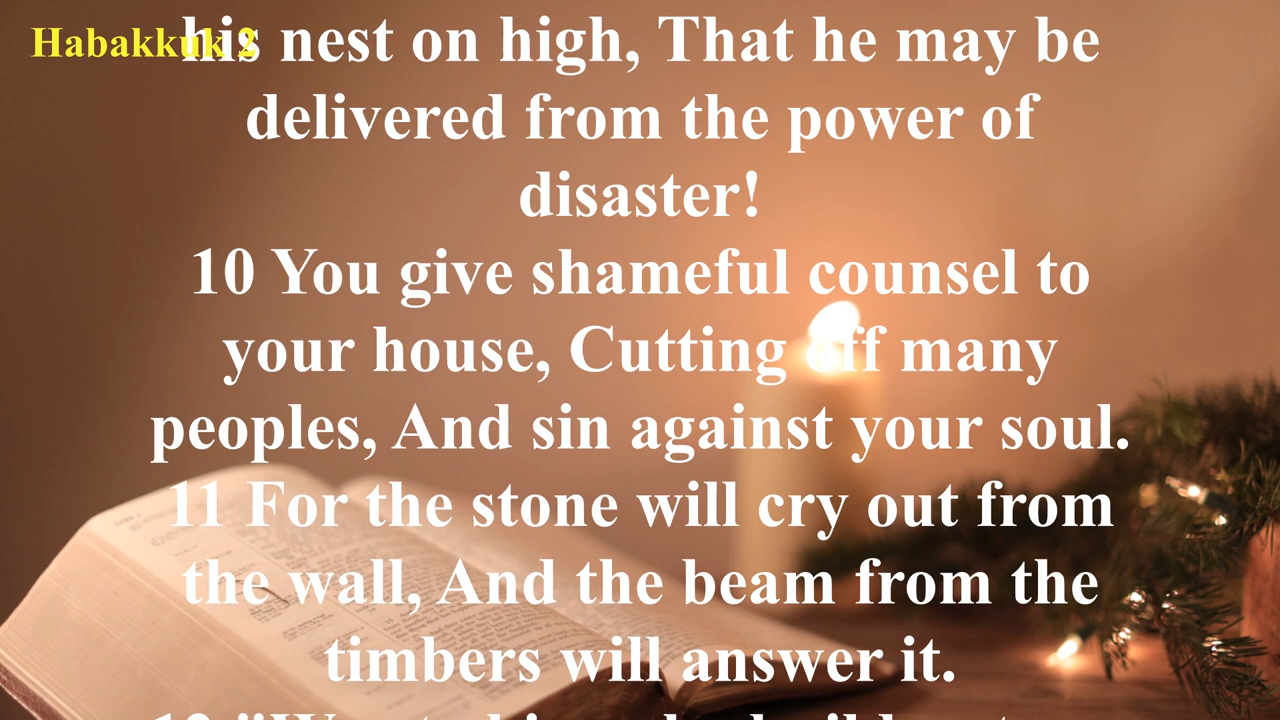 Habakkuk 2
his nest on high, That he may be
delivered from the power of
disaster!
10 You give shameful counsel to
your house, Cutting off many
peoples, And sin against your soul.
11 For the stone will cry out from
the wall, And the beam from the
timbers will answer it.